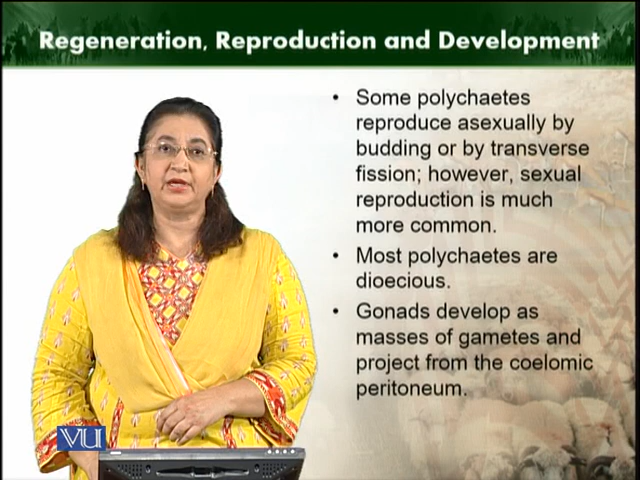 Regeneration, Reproduction and Development
• Some polychaetes
reproduce asexually by
budding or by transverse
fission; however, sexual
reproduction is much
more common.
• Most polychaetes are
dioecious.
• Gonads develop as
masses of gametes and
project from the coelomic
peritoneum.
VU